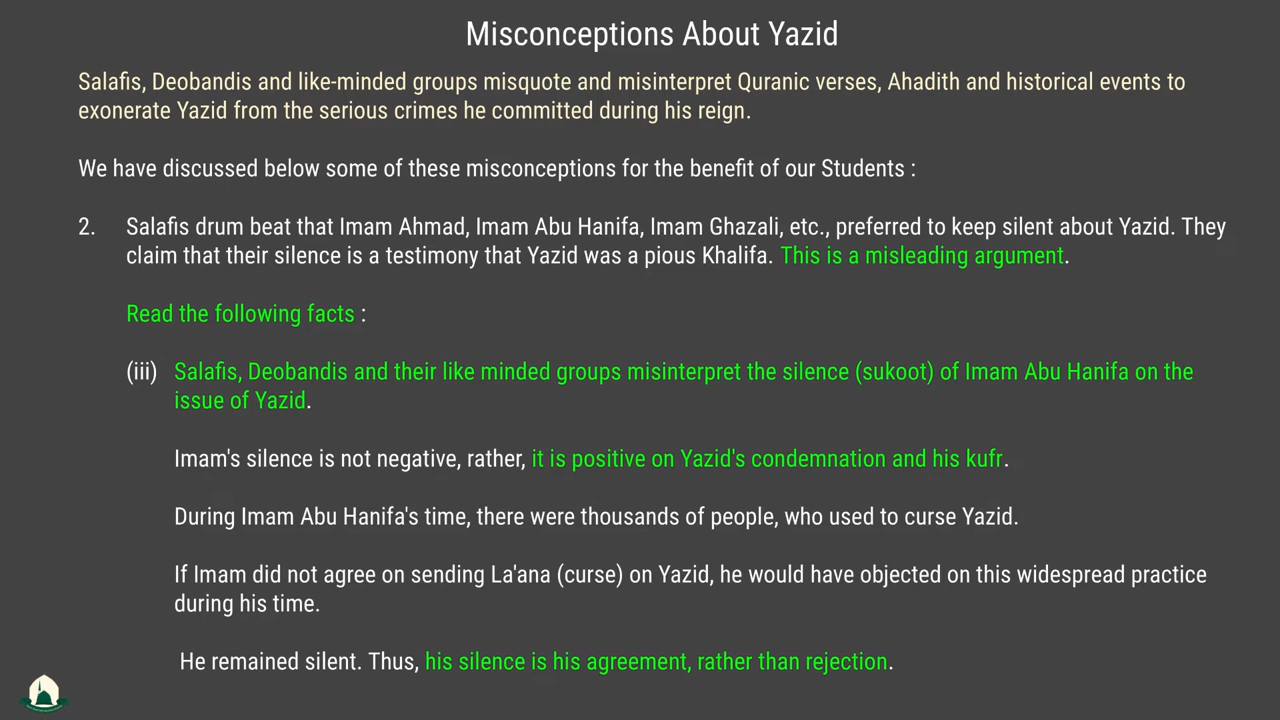 Misconceptions About Yazid
Salafis, Deobandis and like-minded groups misquote and misinterpret Quranic verses, Ahadith and historical events to
exonerate Yazid from the serious crimes he committed during his reign.
We have discussed below some of these misconceptions for the benefit of our Students :
2. Salafis drum beat that Imam Ahmad, Imam Abu Hanifa, Imam Ghazali, etc., preferred to keep silent about Yazid. They
claim that their silence is a testimony that Yazid was a pious Khalifa. This is a misleading argument.
Read the following facts :
(iii) Salafis, Deobandis and their like minded groups misinterpret the silence (sukoot) of Imam Abu Hanifa on the
issue of Yazid.
Imam's silence is not negative, rather, it is positive on Yazid's condemnation and his kufr.
During Imam Abu Hanifa's time, there were thousands of people, who used to curse Yazid.
If Imam did not agree on sending La'ana (curse) on Yazid, he would have objected on this widespread practice
during his time.
He remained silent. Thus, his silence is his agreement, rather than rejection.